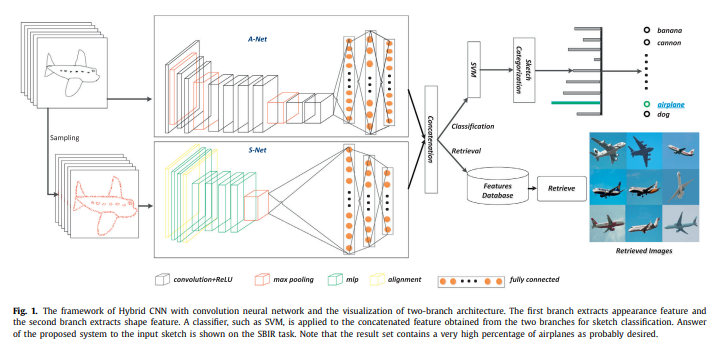 A-Net
Sampling
S-Net
Concatenation
SVM
Sketch
Categorization
Classification
Retrieval
Features
Database
Retrieve
banana
cannon
airplane
dog
Retrieved Images
convolution+ReLU
max pooling
mlp
alignment
fully connected
Fig. 1. The framework of Hybrid CNN with convolution neural network and the visualization of two-branch architecture. The first branch extracts appearance feature and
the second branch extracts shape feature. A classifier, such as SVM, is applied to the concatenated feature obtained from the two branches for sketch classification. Answer
of the proposed system to the input sketch is shown on the SBIR task. Note that the result set contains a very high percentage of airplanes as probably desired.